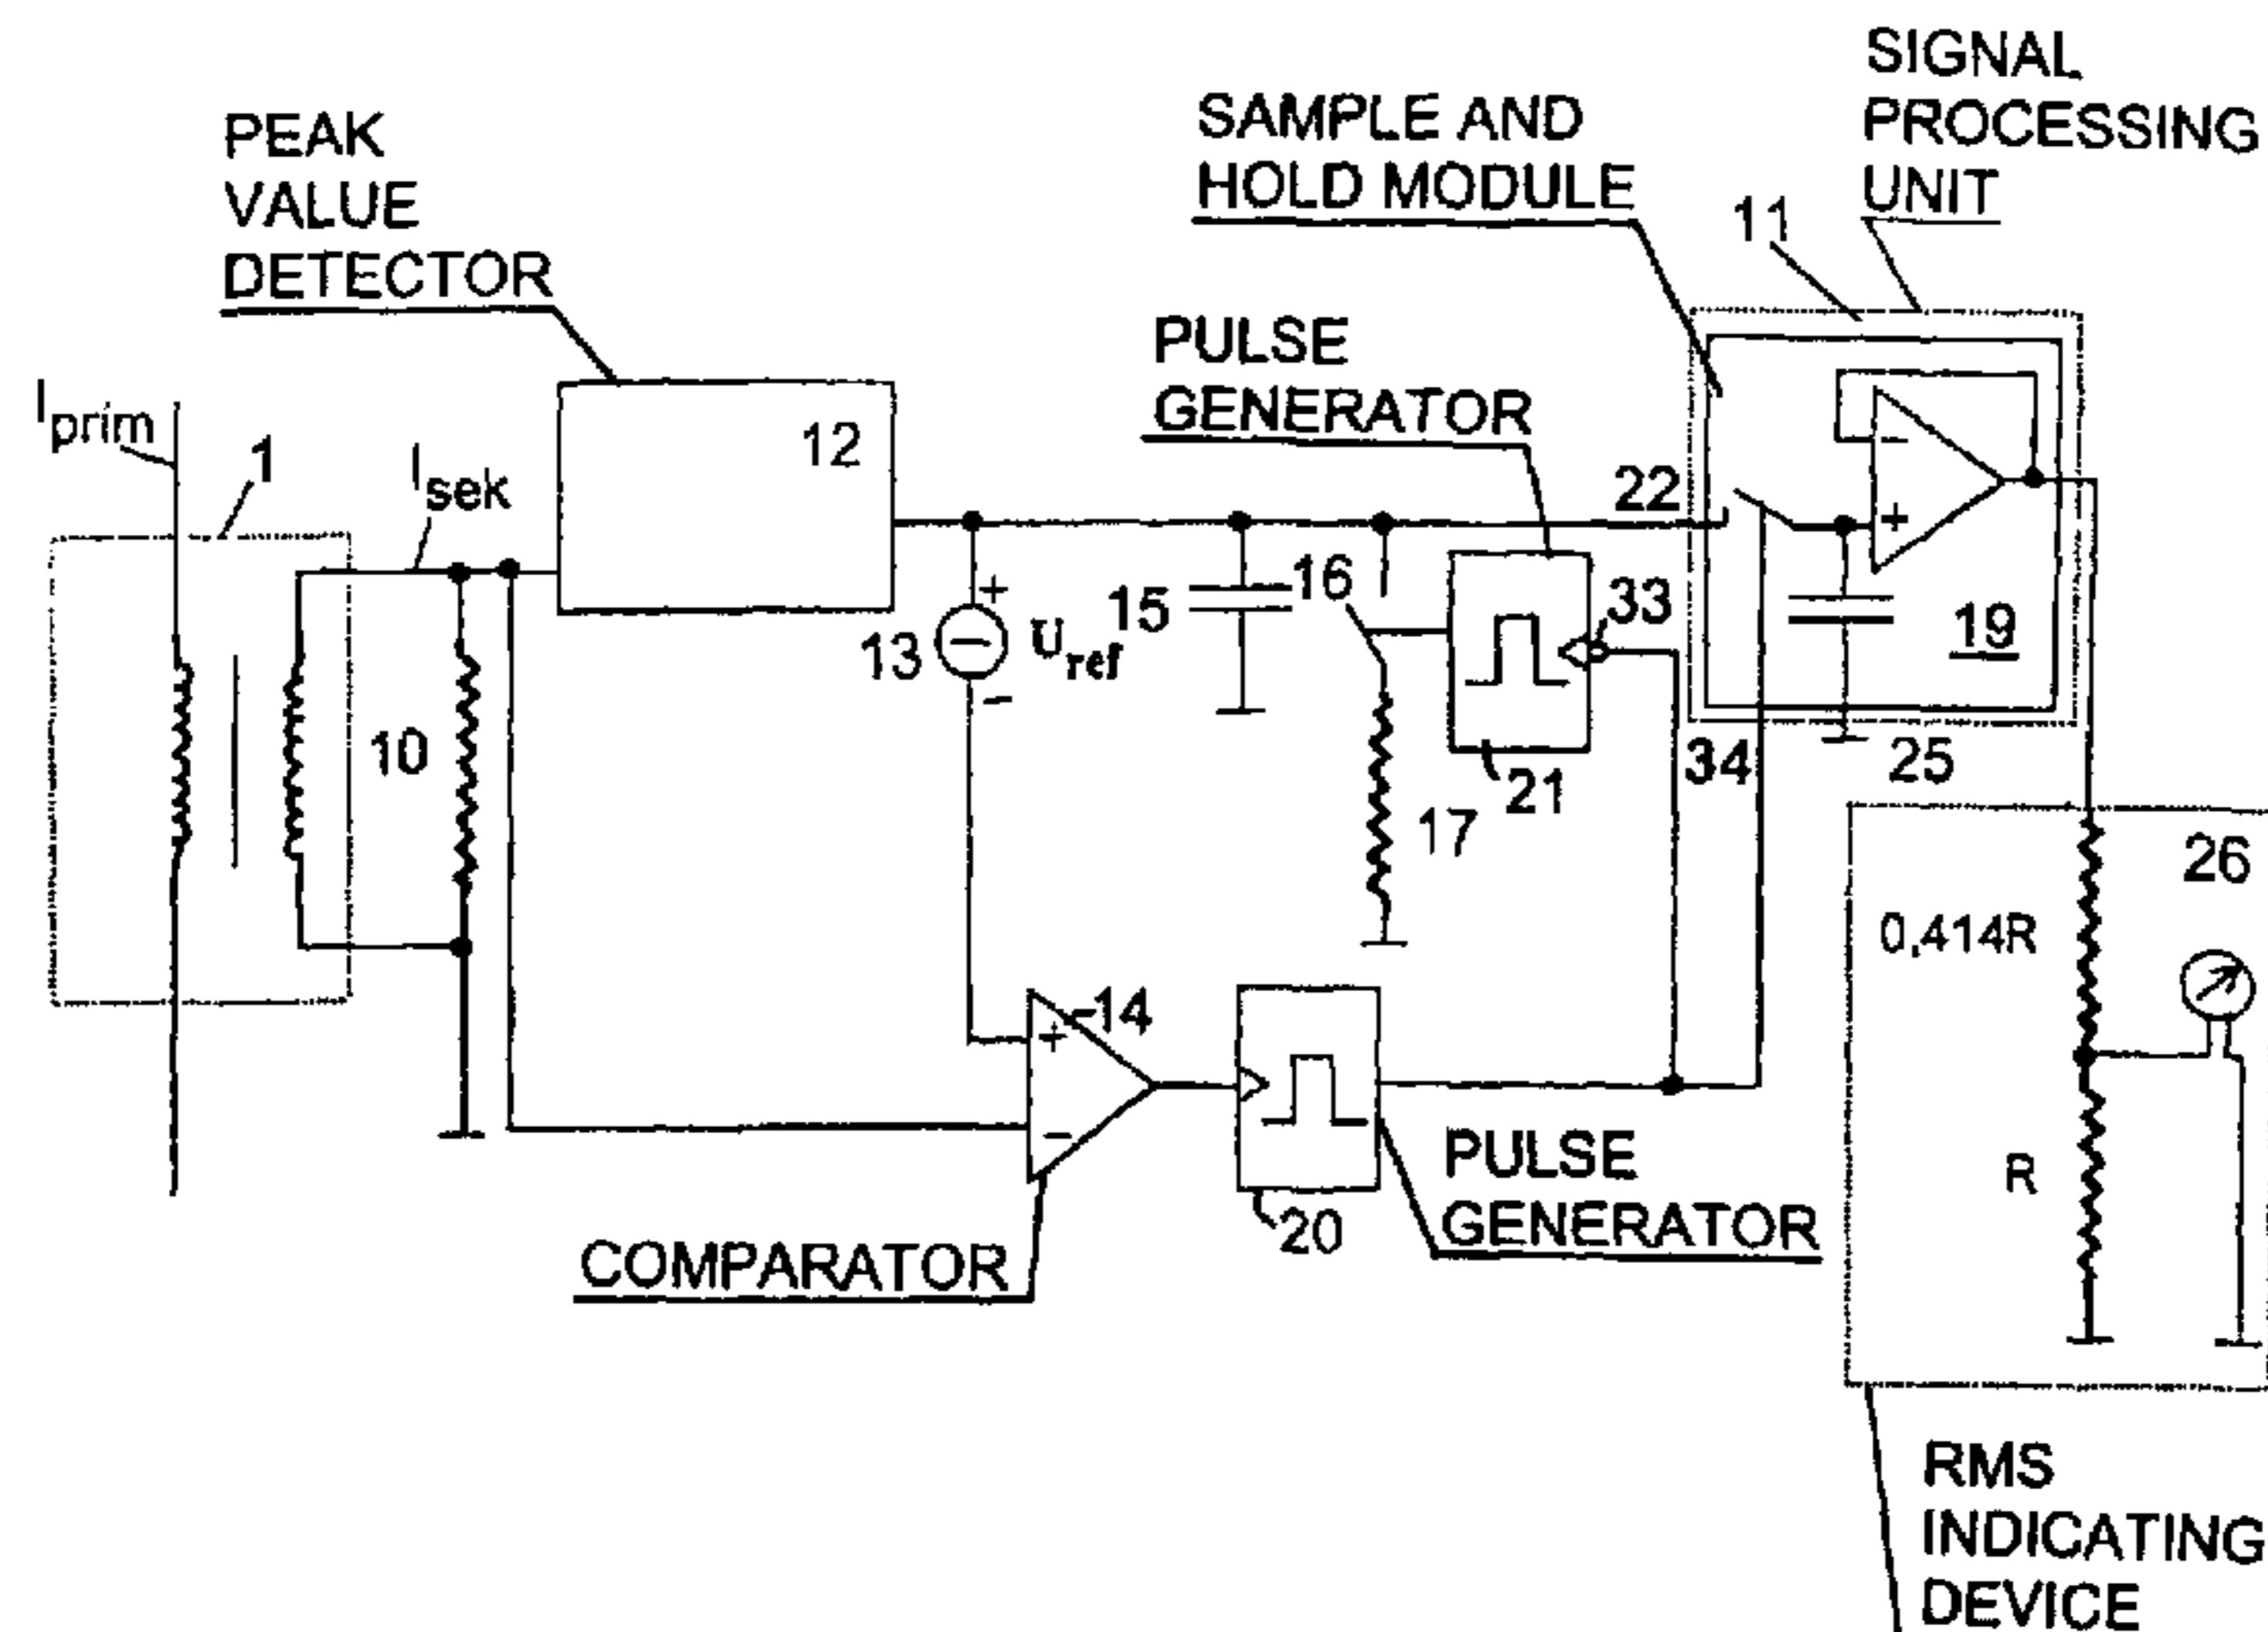 SIGNAL
PROCESSING
UNIT
SAMPLE AND
HOLD MODULE
PEAK
VALUE
DETECTOR
11
PULSE
GENERATOR
I prim
1
I sek
12
22
16
33
15
13
+
U ref
-
-
+
19
10
34
25
21
17
26
0,414R
+
14
-
R
20
PULSE
GENERATOR
COMPARATOR
RMS
INDICATING
DEVICE